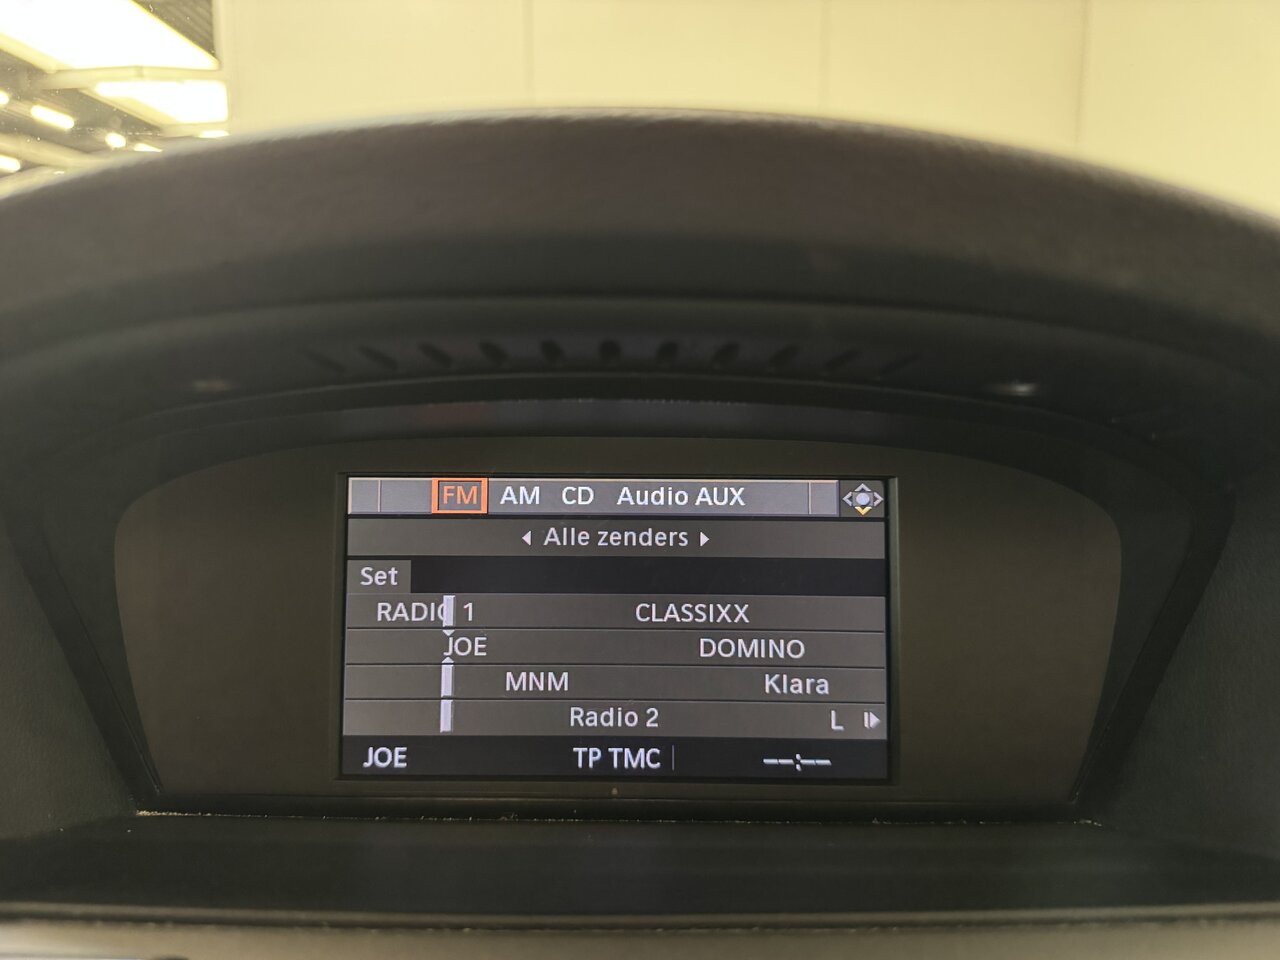 FM AM CD Audio AUX
Alle zenders
Set
RADIO 1 CLASSIXX
JOE DOMINO
MNM Klara
Radio 2 L
JOE TP TMC --:--